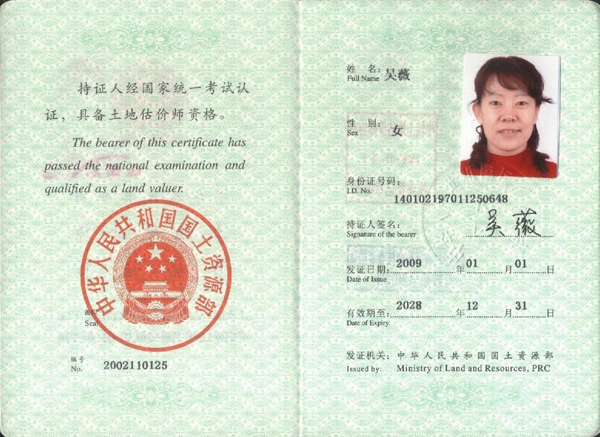 持证人经国家统一考试认
证，具备土地估价师资格。
The bearer of this certificate has
passed the national examination and
qualified as a land valuer.
中华人民共和国国土资源部
Seal
编号
No. 2002110125
姓 名: 吴薇
Full Name
性 别: 女
Sex
身份证号码:
I.D. No. 140102197011250648
持证人签名: 吴薇
Signature of the bearer
发证日期: 2009 年 01 月 01 日
Date of Issue
有效期至: 2028 年 12 月 31 日
Date of Expiry
发证机关: 中华人民共和国国土资源部
Issued by: Ministry of Land and Resources, PRC